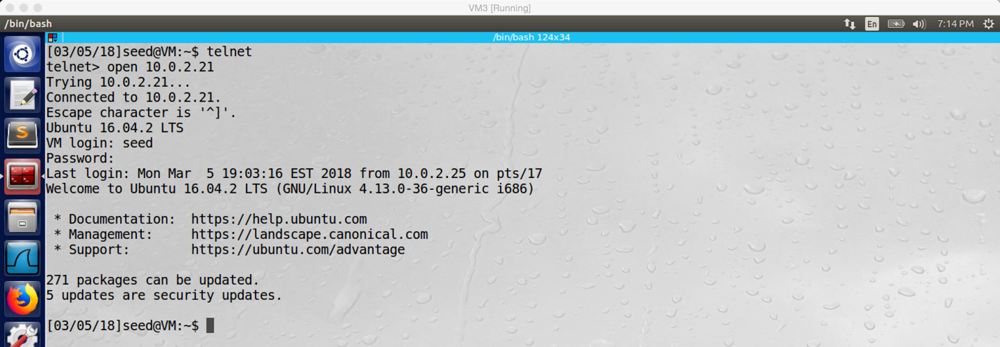 VM3 [Running]
/bin/bash
En
7:14 PM
/bin/bash 124x34
[03/05/18]seed@VM:~$ telnet
telnet> open 10.0.2.21
Trying 10.0.2.21...
Connected to 10.0.2.21.
Escape character is '^]'.
Ubuntu 16.04.2 LTS
VM login: seed
Password:
Last login: Mon Mar  5 19:03:16 EST 2018 from 10.0.2.25 on pts/17
Welcome to Ubuntu 16.04.2 LTS (GNU/Linux 4.13.0-36-generic i686)
 * Documentation:  https://help.ubuntu.com
 * Management:     https://landscape.canonical.com
 * Support:        https://ubuntu.com/advantage
271 packages can be updated.
5 updates are security updates.
[03/05/18]seed@VM:~$